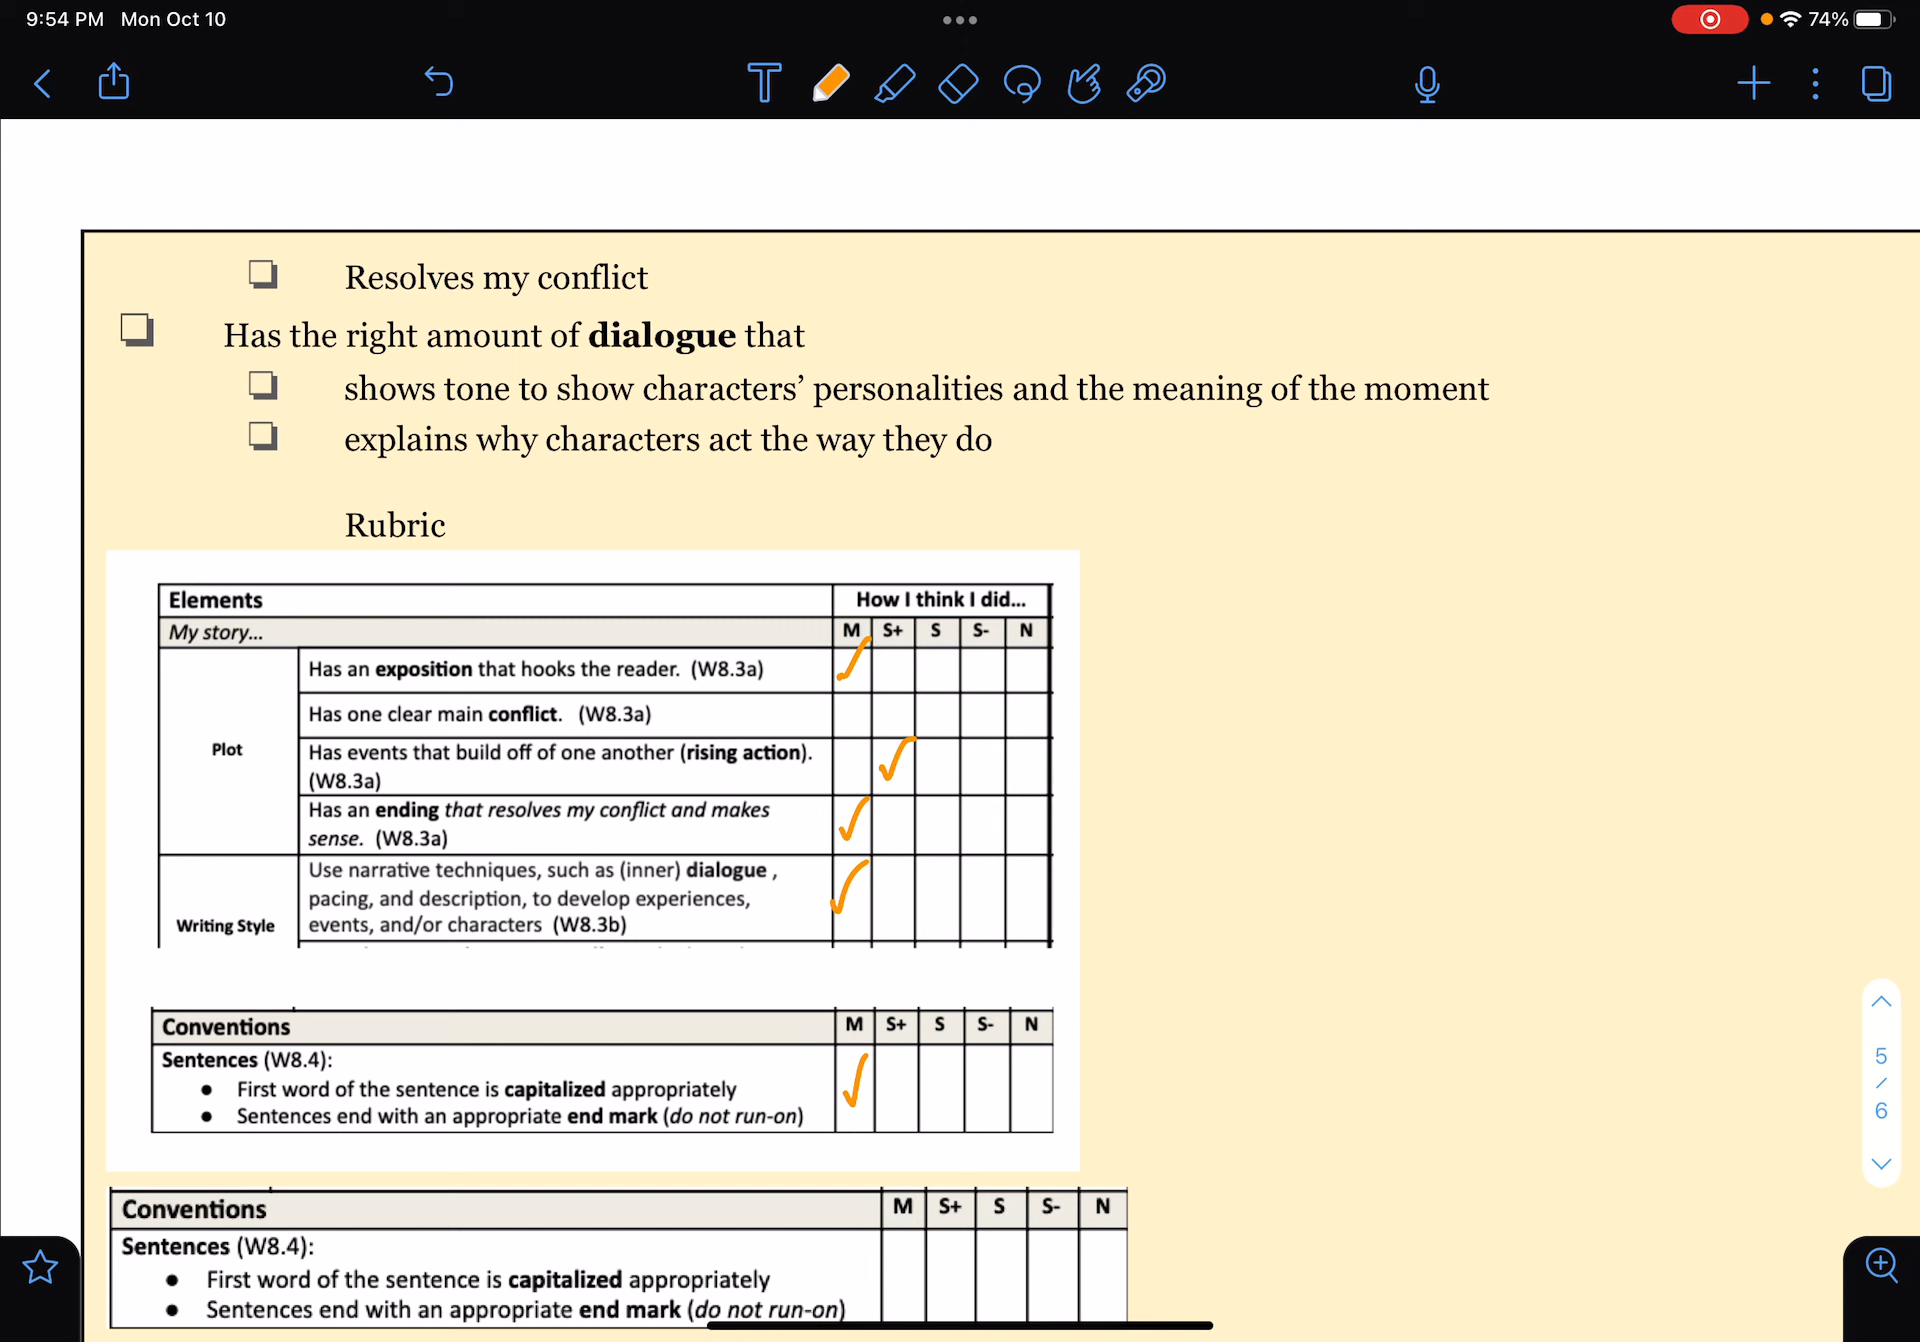 9:54 PM Mon Oct 10
74%
Resolves my conflict
Has the right amount of dialogue that
shows tone to show characters’ personalities and the meaning of the moment
explains why characters act the way they do
Rubric
Elements How I think I did...
My story... M S+ S S- N
Has an exposition that hooks the reader. (W8.3a)
Has one clear main conflict. (W8.3a)
Plot
Has events that build off of one another (rising action).
(W8.3a)
Has an ending that resolves my conflict and makes
sense. (W8.3a)
Use narrative techniques, such as (inner) dialogue ,
pacing, and description, to develop experiences,
Writing Style events, and/or characters (W8.3b)
Conventions M S+ S S- N
Sentences (W8.4):
• First word of the sentence is capitalized appropriately
• Sentences end with an appropriate end mark (do not run-on)
5
/
6
Conventions M S+ S S- N
Sentences (W8.4):
• First word of the sentence is capitalized appropriately
• Sentences end with an appropriate end mark (do not run-on)